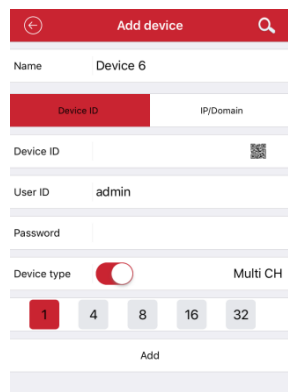 Add device
Name Device 6
Device ID IP/Domain
Device ID
User ID admin
Password
Device type Multi CH
1 4 8 16 32
Add